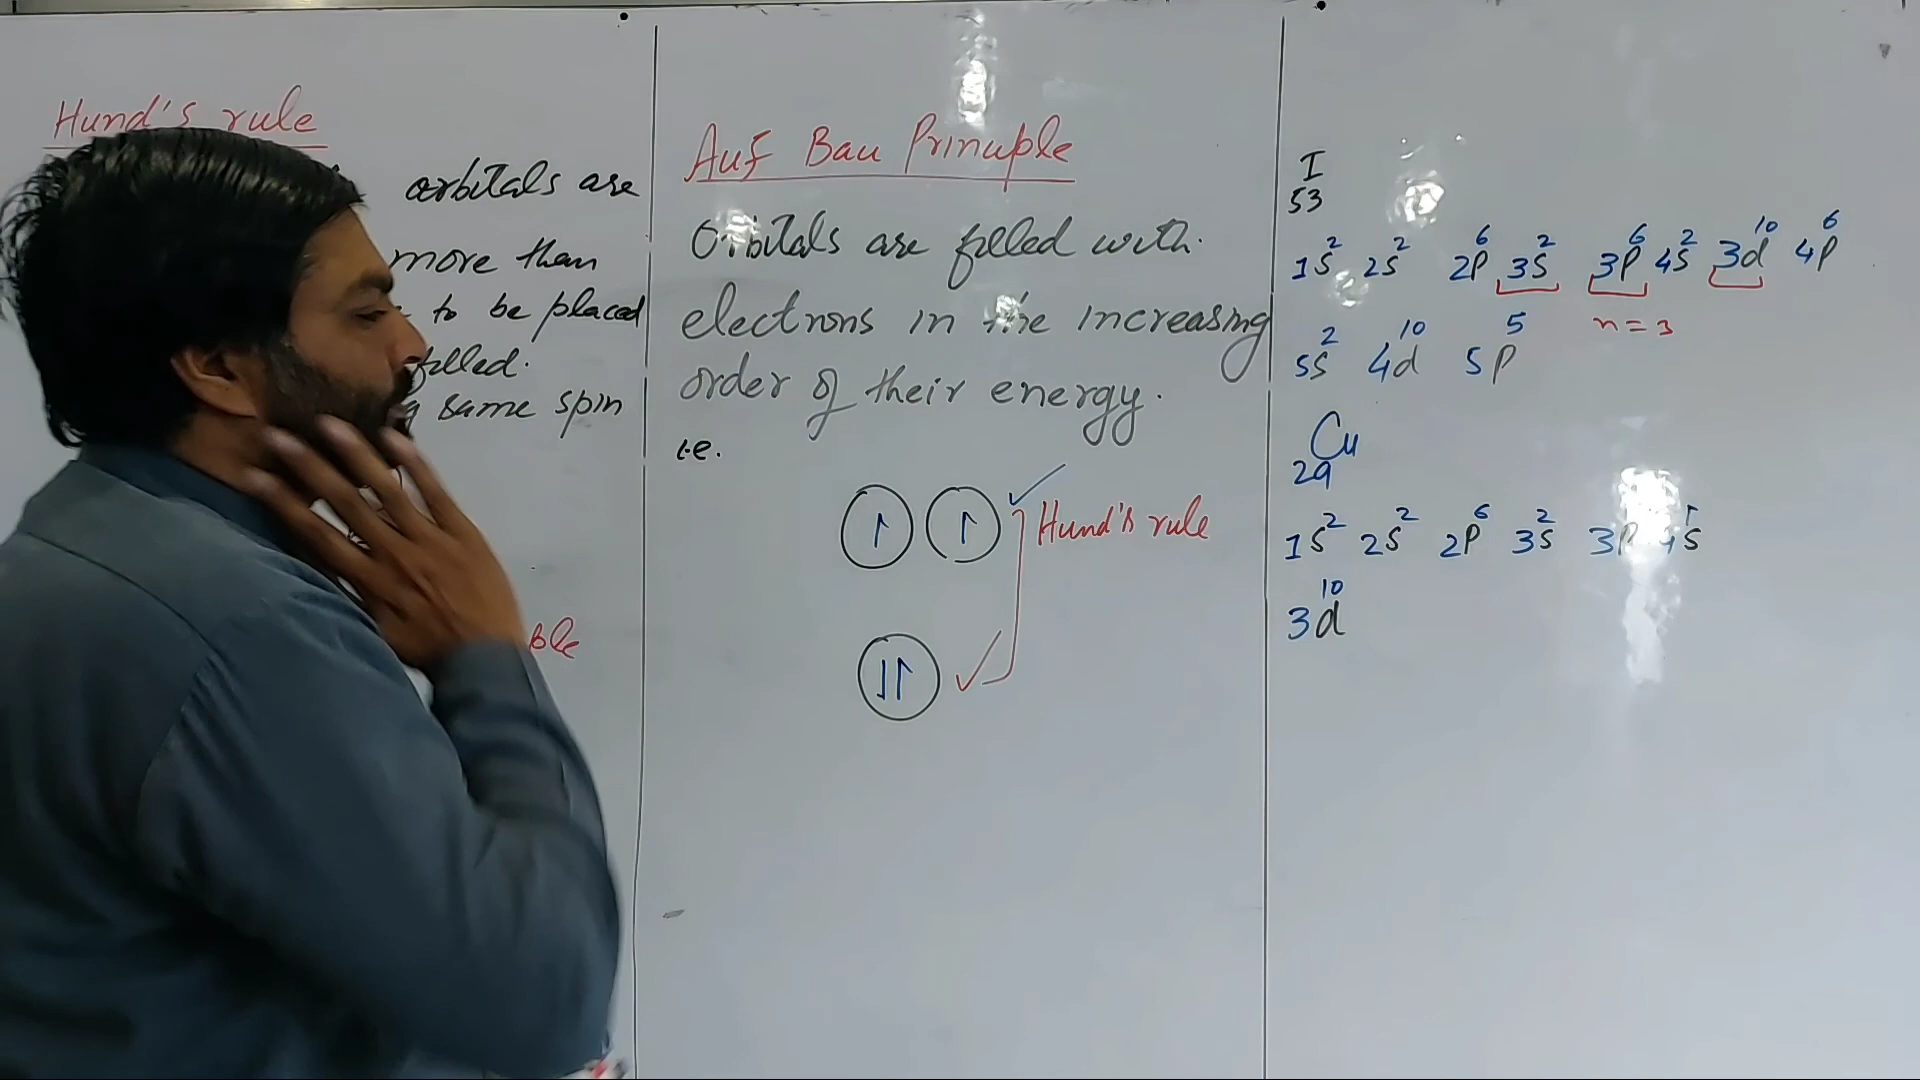 Hund's rule
orbitals are
more than
to be placed
filled.
same spin
ble
Auf Bau Prinuple
Orbitals are filled with.
electrons in the increasing
order of their energy.
i.e.
↿ ↿ ✓ Hund's rule
⇃↿ ✓
I
53
1s² 2s² 2p⁶ 3s² 3p⁶ 4s² 3d¹⁰ 4p⁶
n=3
5s² 4d¹⁰ 5p⁵
Cu
29
1s² 2s² 2p⁶ 3s² 3p 4s¹
3d¹⁰